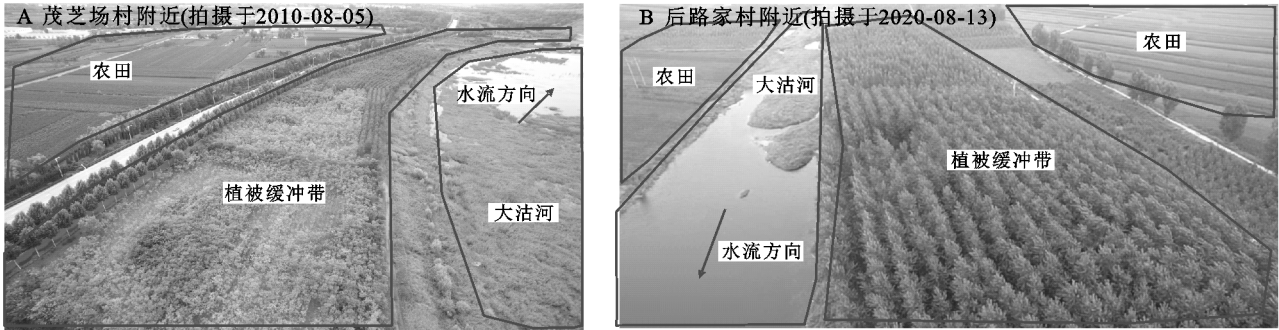 A 茂芝场村附近(拍摄于2010-08-05)
农田
水流方向
植被缓冲带
大沽河
B 后路家村附近(拍摄于2020-08-13)
农田
农田
大沽河
植被缓冲带
水流方向